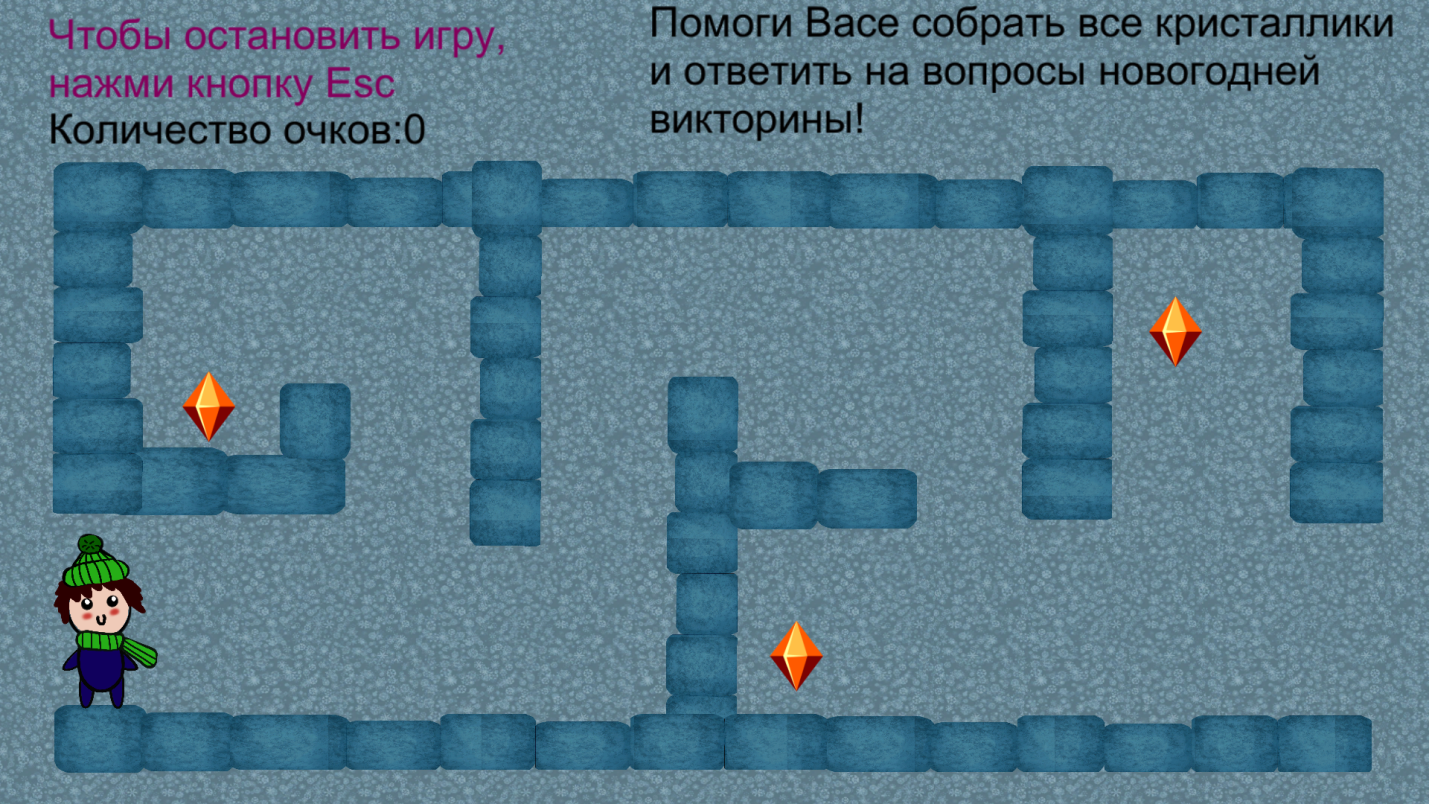 Чтобы остановить игру,
нажми кнопку Esc
Количество очков:0
Помоги Васе собрать все кристаллики
и ответить на вопросы новогодней
викторины!